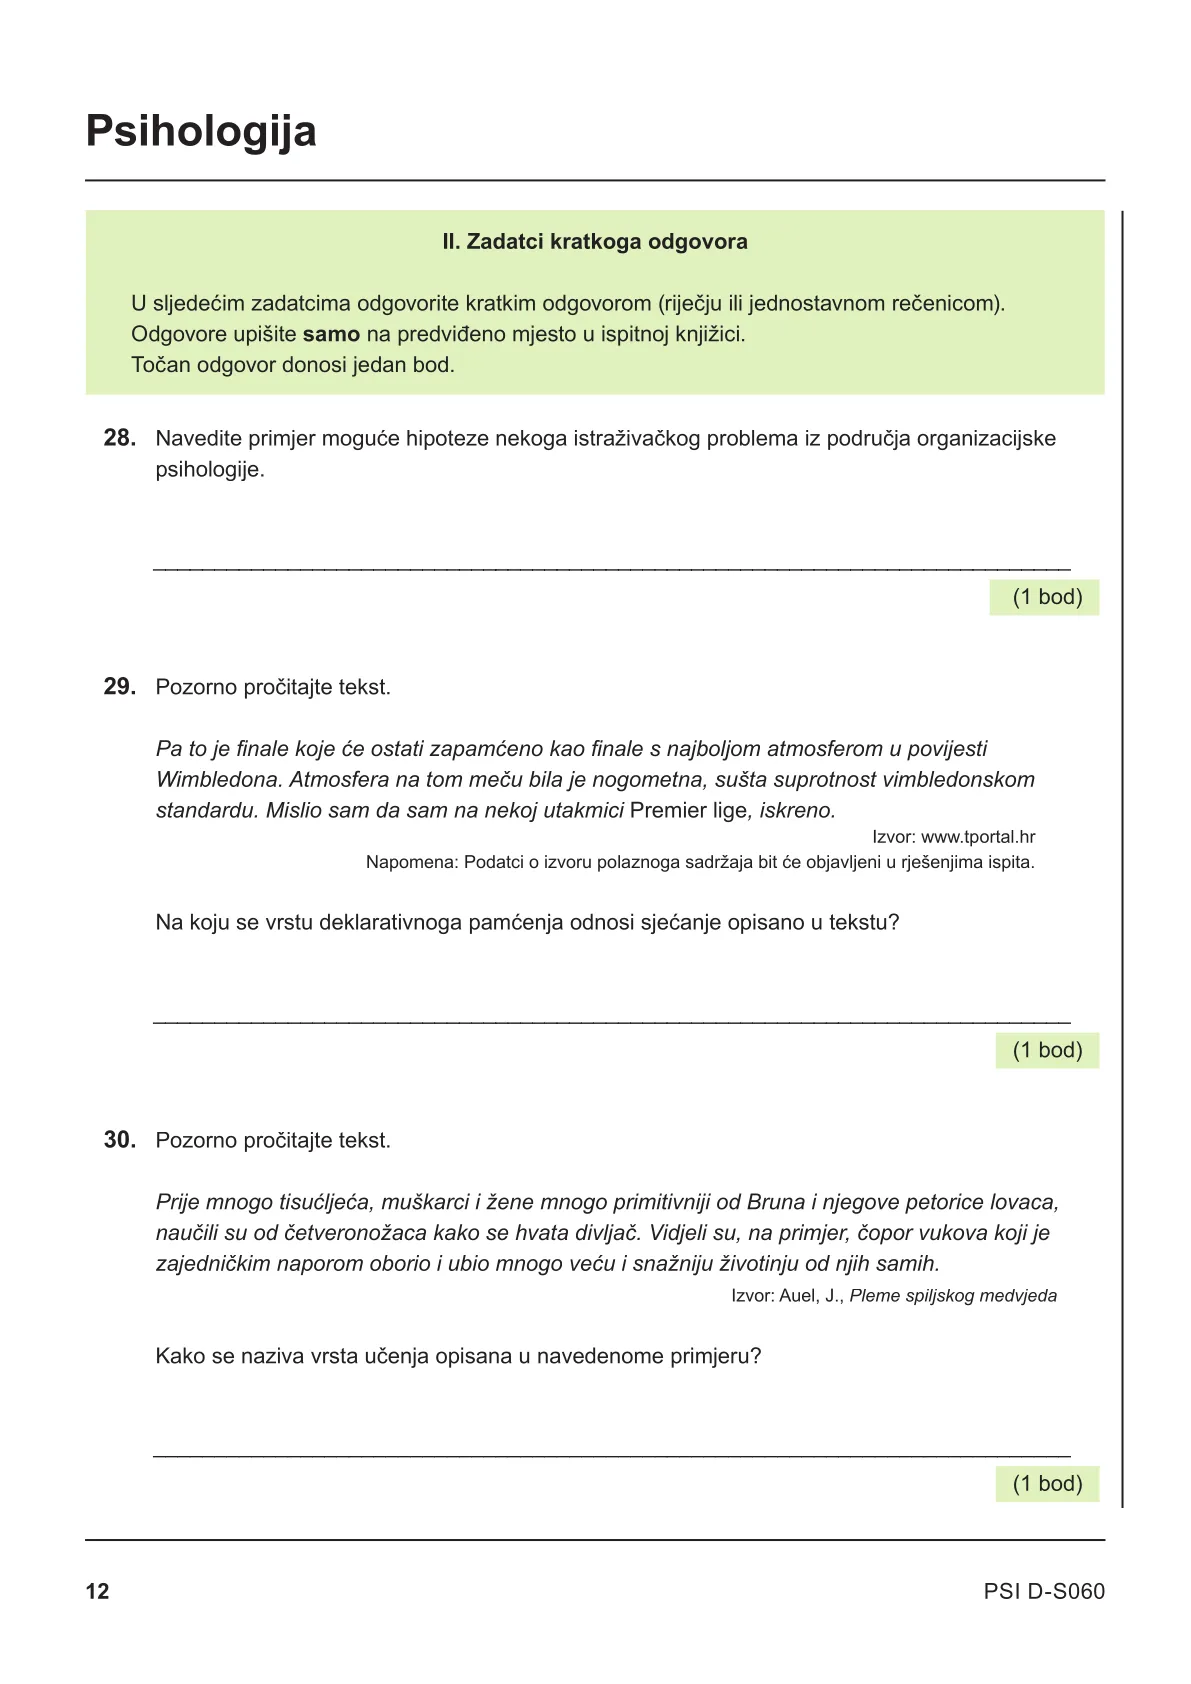 Psihologija
II. Zadatci kratkoga odgovora
U sljedećim zadatcima odgovorite kratkim odgovorom (riječju ili jednostavnom rečenicom).
Odgovore upišite samo na predviđeno mjesto u ispitnoj knjižici.
Točan odgovor donosi jedan bod.
28. Navedite primjer moguće hipoteze nekoga istraživačkog problema iz područja organizacijske
psihologije.
(1 bod)
29. Pozorno pročitajte tekst.
Pa to je finale koje će ostati zapamćeno kao finale s najboljom atmosferom u povijesti
Wimbledona. Atmosfera na tom meču bila je nogometna, sušta suprotnost vimbledonskom
standardu. Mislio sam da sam na nekoj utakmici Premier lige, iskreno.
Izvor: www.tportal.hr
Napomena: Podatci o izvoru polaznoga sadržaja bit će objavljeni u rješenjima ispita.
Na koju se vrstu deklarativnoga pamćenja odnosi sjećanje opisano u tekstu?
(1 bod)
30. Pozorno pročitajte tekst.
Prije mnogo tisućljeća, muškarci i žene mnogo primitivniji od Bruna i njegove petorice lovaca,
naučili su od četveronožaca kako se hvata divljač. Vidjeli su, na primjer, čopor vukova koji je
zajedničkim naporom oborio i ubio mnogo veću i snažniju životinju od njih samih.
Izvor: Auel, J., Pleme spiljskog medvjeda
Kako se naziva vrsta učenja opisana u navedenome primjeru?
(1 bod)
12
PSI D-S060